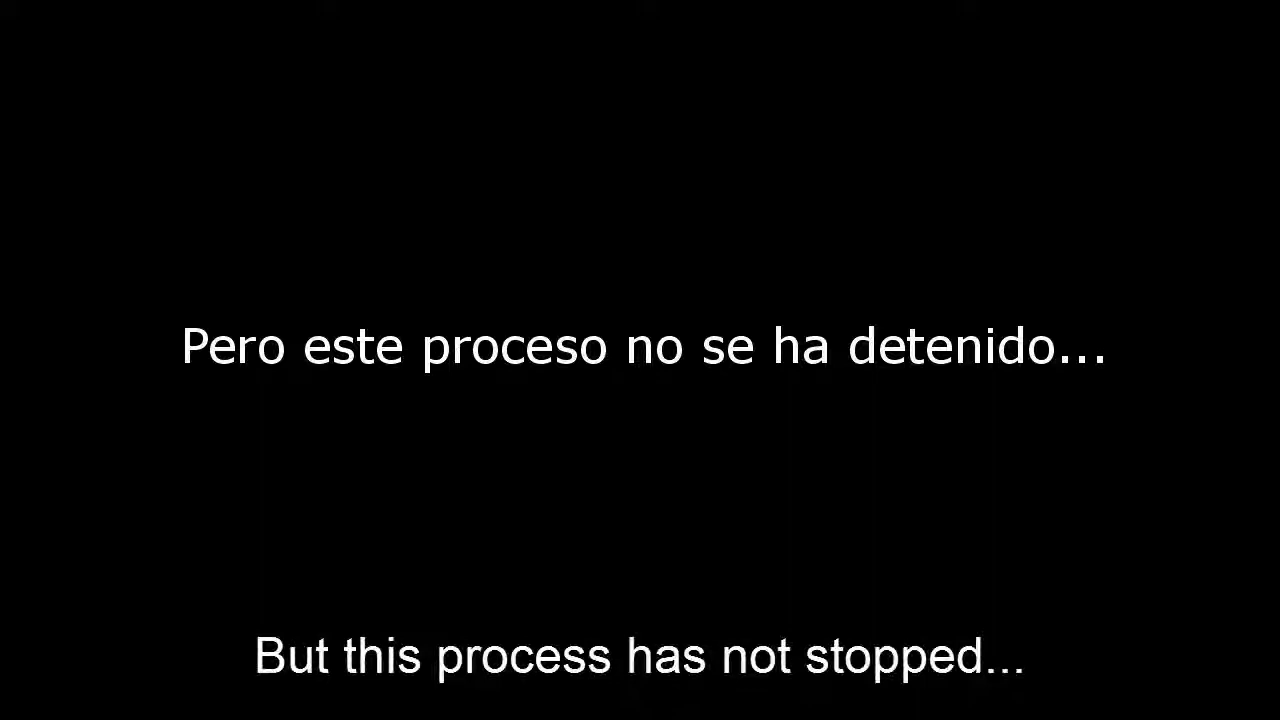 Pero este proceso no se ha detenido...
But this process has not stopped...